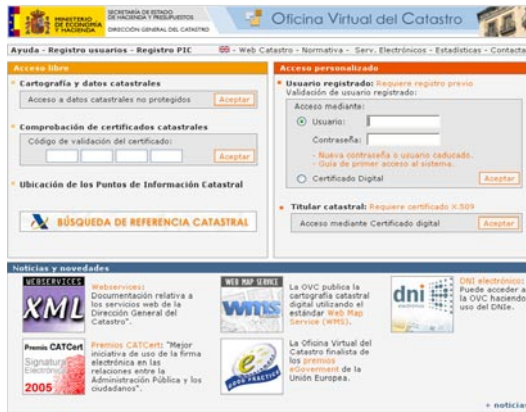 MINISTERIO
DE ECONOMÍA
Y HACIENDA
SECRETARÍA DE ESTADO
DE HACIENDA Y PRESUPUESTOS
DIRECCIÓN GENERAL DEL CATASTRO
Oficina Virtual del Catastro
Ayuda - Registro usuarios - Registro PIC
- Web Catastro - Normativa - Serv. Electrónicos - Estadísticas - Contacta
Acceso libre
Cartografía y datos catastrales
Acceso a datos catastrales no protegidos
Aceptar
Comprobación de certificados catastrales
Código de validación del certificado:
Aceptar
Ubicación de los Puntos de Información Catastral
BÚSQUEDA DE REFERENCIA CATASTRAL
Acceso personalizado
Usuario registrado: Requiere registro previo
Validación de usuario registrado:
Acceso mediante:
Usuario:
Contraseña:
- Nueva contraseña o usuario caducado.
- Guía de primer acceso al sistema.
Certificado Digital
Aceptar
Titular catastral: Requiere certificado X.509
Acceso mediante Certificado digital
Aceptar
Noticias y novedades
WEBSERVICES
XML
Webservices:
Documentación relativa a
los servicios web de la
Dirección General del
Catastro".
WEB MAP SERVICE
wms
La OVC publica la
cartografía catastral
digital utilizando el
estándar Web Map
Service (WMS).
dni
DNI electrónico:
Puede acceder a
la OVC haciendo
uso del DNIe.
Premis CATCert
Signatura
Electrònica
2005
Premios CATCert: "Mejor
iniciativa de uso de la firma
electrónica en las
relaciones entre la
Administración Pública y los
ciudadanos".
GOOD PRACTICE
La Oficina Virtual del
Catastro finalista de
los premios
eGoverment de la
Unión Europea.
+ noticias